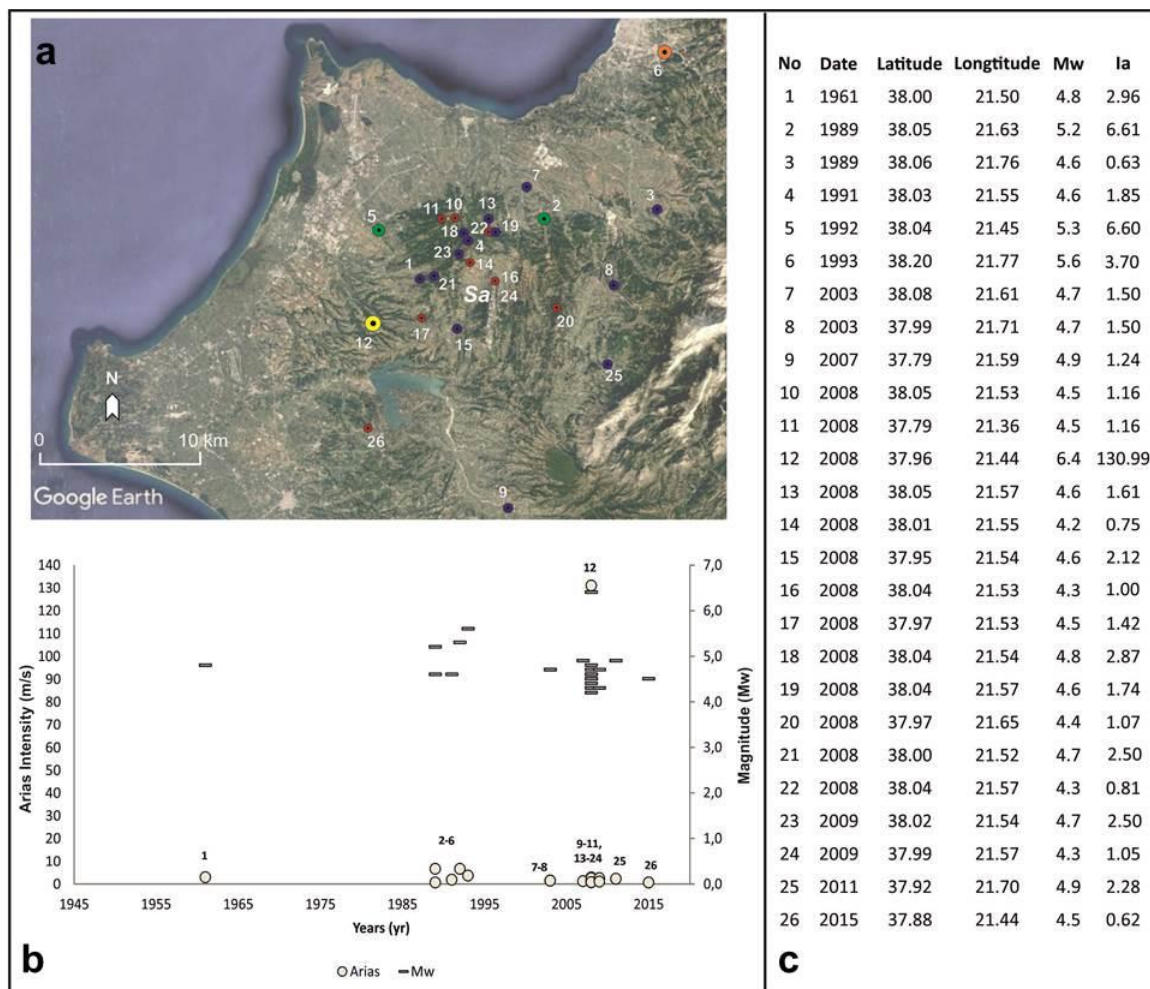 a
6
7
3
10
13
11
2
5
22
19
18
4
23
14
1
21
16
8
Sa
24
12
17
15
20
25
N
0
10 km
26
9
Google Earth
Arias Intensity (m/s)
140
130
120
110
100
90
80
70
60
50
40
30
20
10
0
12
1
2-6
7-8
9-11,
13-24
25
26
7,0
6,0
5,0
4,0
3,0
2,0
1,0
0,0
Magnitude (Mw)
1945 1955 1965 1975 1985 1995 2005 2015
Years (yr)
b
Arias Mw
No Date Latitude Longtitude Mw Ia
1 1961 38.00 21.50 4.8 2.96
2 1989 38.05 21.63 5.2 6.61
3 1989 38.06 21.76 4.6 0.63
4 1991 38.03 21.55 4.6 1.85
5 1992 38.04 21.45 5.3 6.60
6 1993 38.20 21.77 5.6 3.70
7 2003 38.08 21.61 4.7 1.50
8 2003 37.99 21.71 4.7 1.50
9 2007 37.79 21.59 4.9 1.24
10 2008 38.05 21.53 4.5 1.16
11 2008 37.79 21.36 4.5 1.16
12 2008 37.96 21.44 6.4 130.99
13 2008 38.05 21.57 4.6 1.61
14 2008 38.01 21.55 4.2 0.75
15 2008 37.95 21.54 4.6 2.12
16 2008 38.04 21.53 4.3 1.00
17 2008 37.97 21.53 4.5 1.42
18 2008 38.04 21.54 4.8 2.87
19 2008 38.04 21.57 4.6 1.74
20 2008 37.97 21.65 4.4 1.07
21 2008 38.00 21.52 4.7 2.50
22 2008 38.04 21.57 4.3 0.81
23 2009 38.02 21.54 4.7 2.50
24 2009 37.99 21.57 4.3 1.05
25 2011 37.92 21.70 4.9 2.28
26 2015 37.88 21.44 4.5 0.62
c